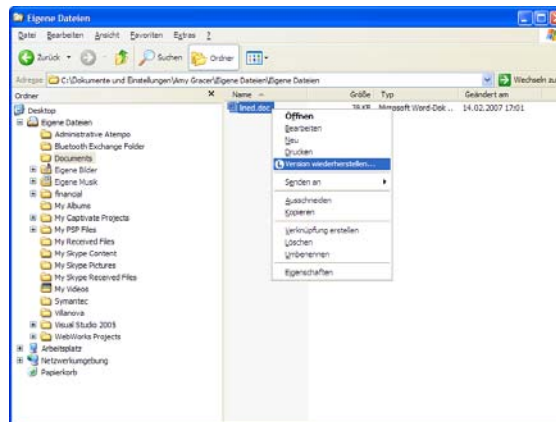 Eigene Dateien
Datei Bearbeiten Ansicht Favoriten Extras ?
Zurück Suchen Ordner
Adresse C:\Dokumente und Einstellungen\Amy Gracer\Eigene Dateien\Eigene Dateien Wechseln zu
Ordner X Name Größe Typ Geändert am
Desktop lined.doc 28 KB Microsoft Word-Dok... 14.02.2007 17:01
Eigene Dateien Öffnen
Administrative Atempo Bearbeiten
Bluetooth Exchange Folder Neu
Documents Drucken
Eigene Bilder Version wiederherstellen...
Eigene Musik Senden an
financial
My Albums Ausschneiden
My Captivate Projects Kopieren
My PSP Files
My Received Files Verknüpfung erstellen
My Skype Content Löschen
My Skype Pictures Umbenennen
My Skype Received Files Eigenschaften
My Videos
Symantec
Villanova
Visual Studio 2005
WebWorks Projects
Arbeitsplatz
Netzwerkumgebung
Papierkorb